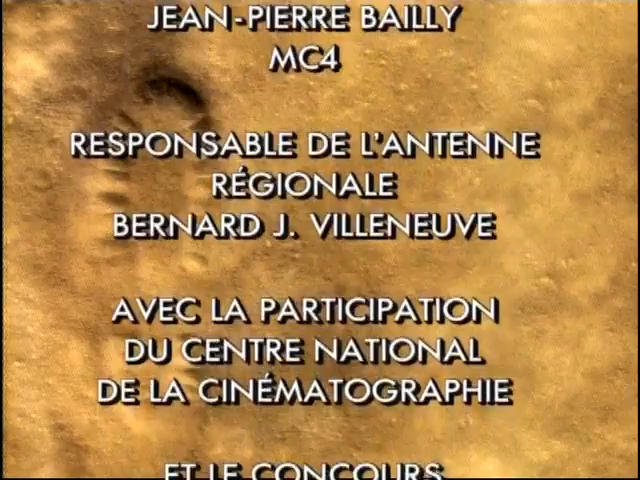 JEAN-PIERRE BAILLY
MC4
RESPONSABLE DE L'ANTENNE
RÉGIONALE
BERNARD J. VILLENEUVE
AVEC LA PARTICIPATION
DU CENTRE NATIONAL
DE LA CINÉMATOGRAPHIE
ET LE CONCOURS